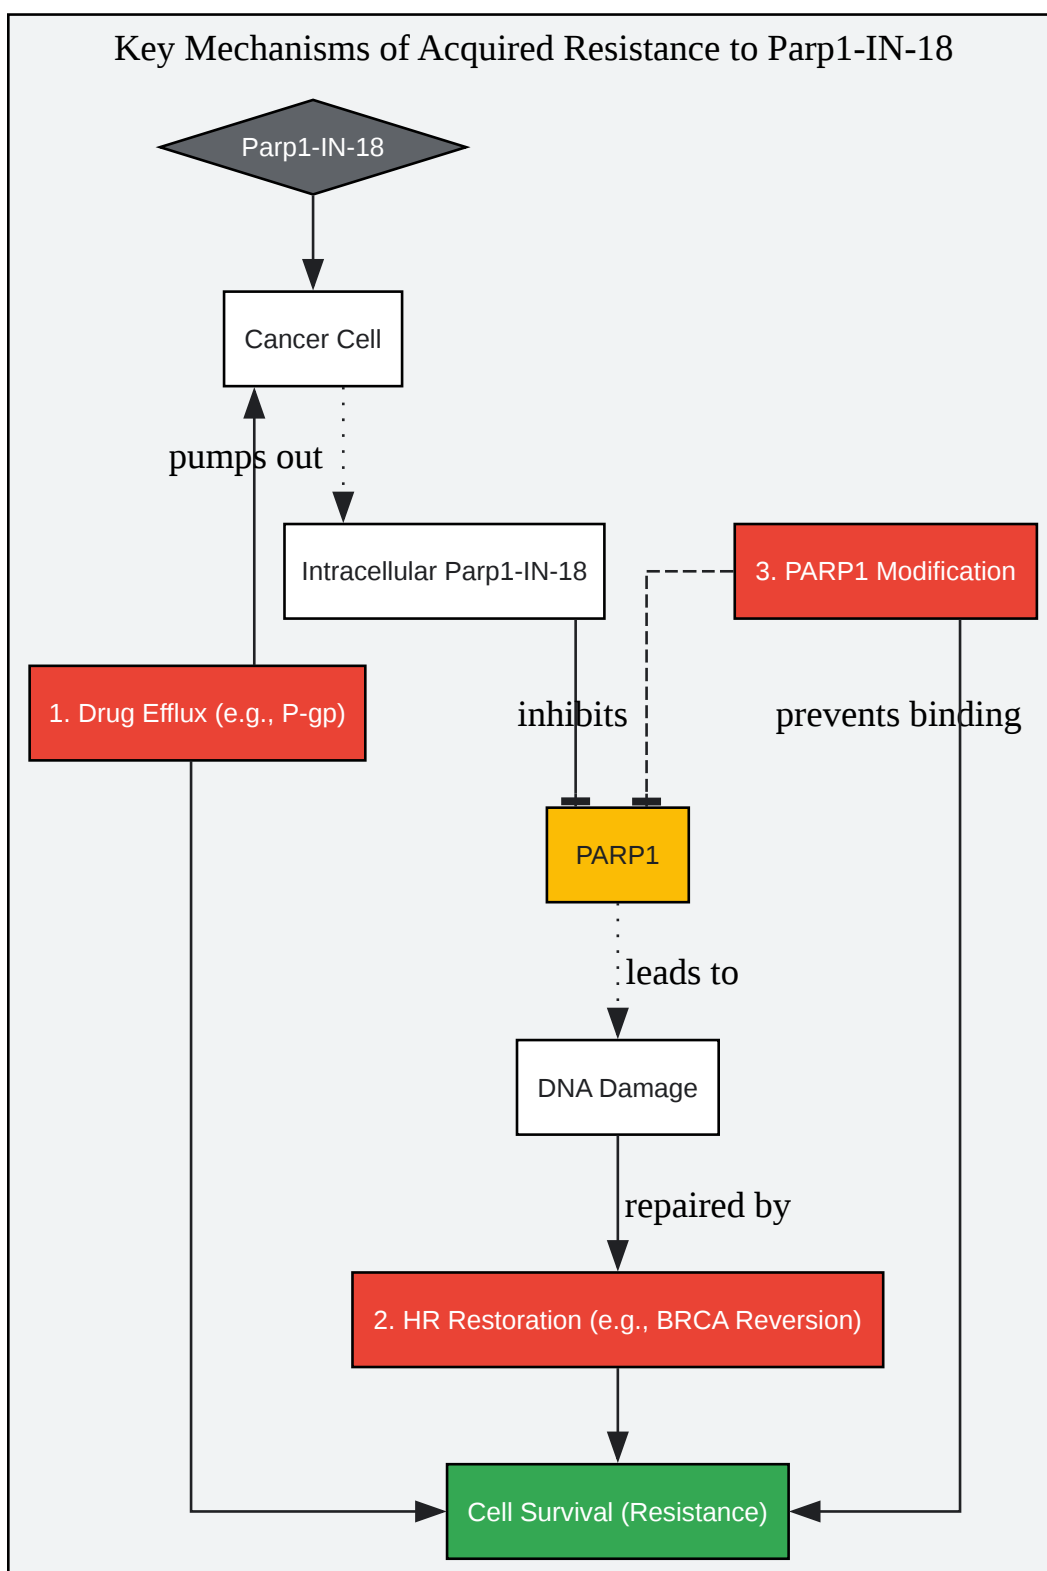 Key Mechanisms of Acquired Resistance to Parp1-IN-18
Parp1-IN-18
Cancer Cell
pumps out
Intracellular Parp1-IN-18
3. PARP1 Modification
1. Drug Efflux (e.g., P-gp)
inhibits
prevents binding
PARP1
leads to
DNA Damage
repaired by
2. HR Restoration (e.g., BRCA Reversion)
Cell Survival (Resistance)